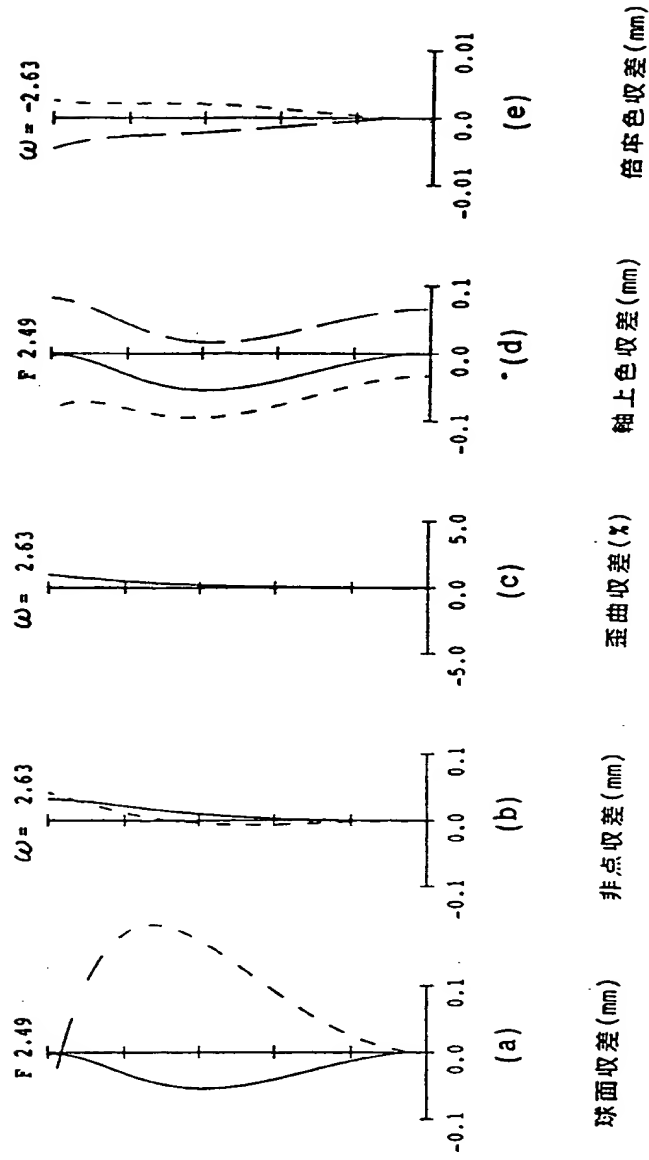 F 2.49
-0.1 0.0 0.1
(a)
球面収差(mm)
ω= 2.63
-0.1 0.0 0.1
(b)
非点収差(mm)
ω= 2.63
-5.0 0.0 5.0
(c)
歪曲収差(%)
F 2.49
-0.1 0.0 0.1
(d)
軸上色収差(mm)
ω= -2.63
-0.01 0.0 0.01
(e)
倍率色収差(mm)